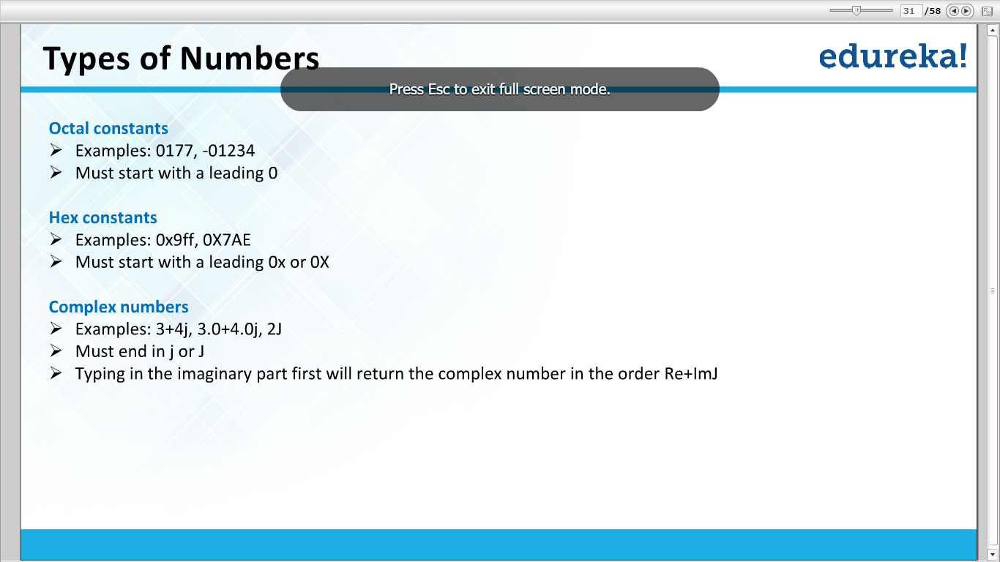 31 /58
Types of Numbers
edureka!
Press Esc to exit full screen mode.
Octal constants
Examples: 0177, -01234
Must start with a leading 0
Hex constants
Examples: 0x9ff, 0X7AE
Must start with a leading 0x or 0X
Complex numbers
Examples: 3+4j, 3.0+4.0j, 2J
Must end in j or J
Typing in the imaginary part first will return the complex number in the order Re+ImJ